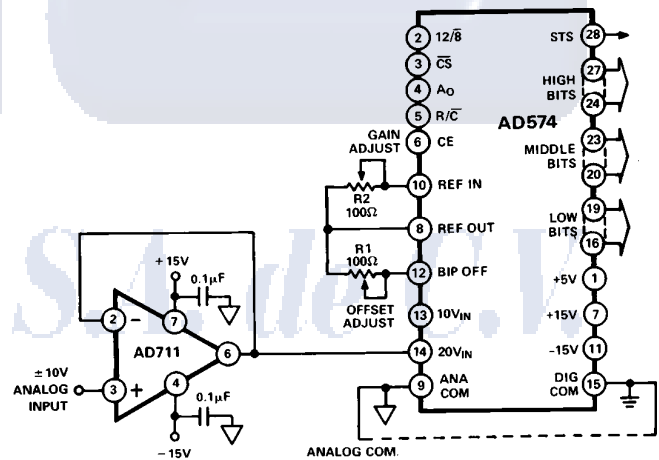 2 12/8̅ STS 28
3 C̅S̅ 27
HIGH BITS
4 A₀ 24
5 R/C̅ AD574 23
GAIN ADJUST
6 CE MIDDLE BITS
R2 100Ω
10 REF IN 20
8 REF OUT 19
LOW BITS
R1 100Ω
12 BIP OFF 16
OFFSET ADJUST
+5V 1
13 10V_IN +15V 7
14 20V_IN -15V 11
9 ANA COM DIG COM 15
ANALOG COM.
+15V
0.1μF
7
2 −
AD711
6
±10V ANALOG INPUT
3 +
4
0.1μF
−15V
S.A. de C.V.